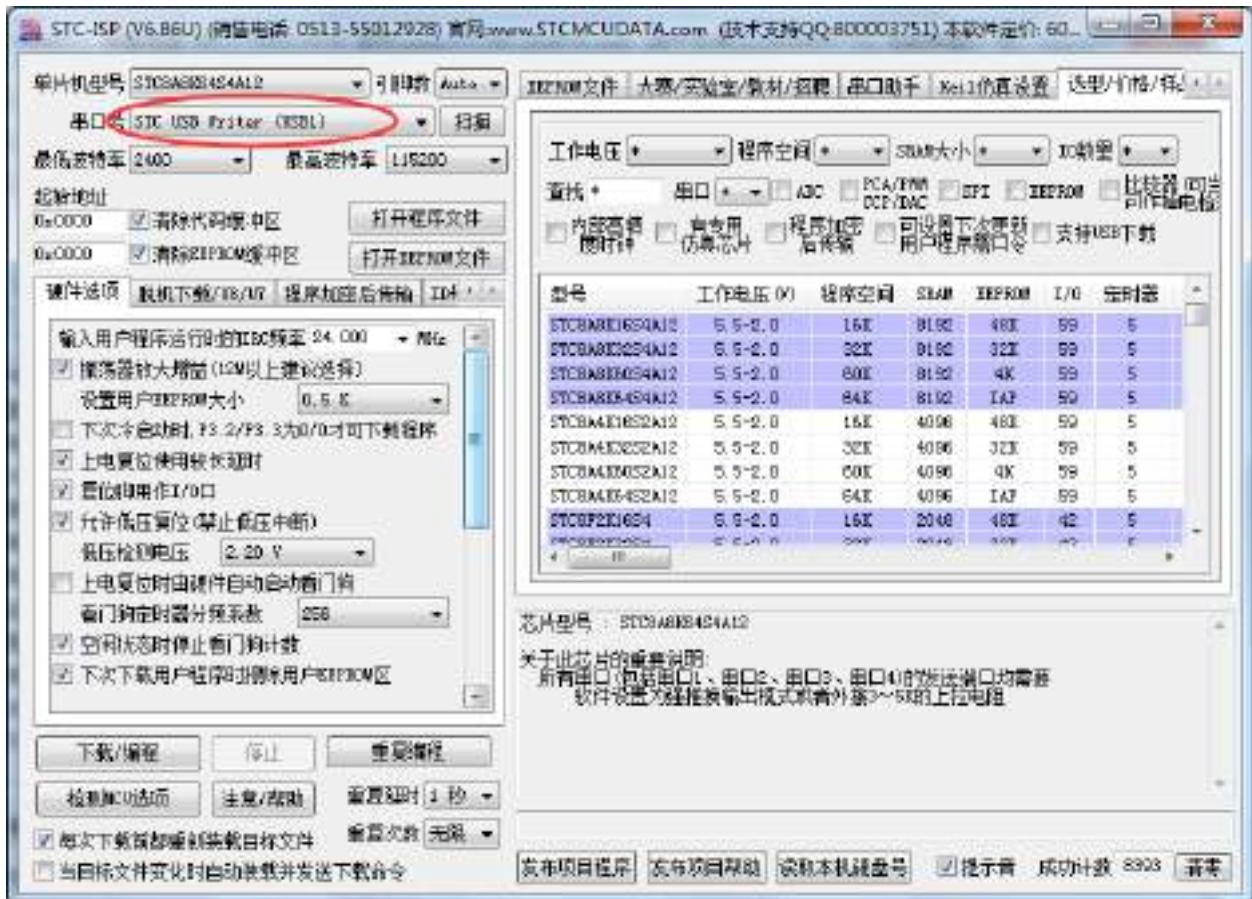 STC-ISP (V6.86U) (销售电话: 0513-55012928) 官网:www.STCMCUDATA.com (技术支持QQ:800003751) 本软件定价: 60...
单片机型号 STC8A8K64S4A12 引脚数 Auto
串口号 STC USB Writer (USB1) 扫描
最低波特率 2400 最高波特率 115200
起始地址
0x0000 清除代码缓冲区 打开程序文件
0x0000 清除EEPROM缓冲区 打开EEPROM文件
硬件选项 脱机下载/U8/U7 程序加密后传输
输入用户程序运行时的IRC频率 24.000 MHz
振荡器放大增益(12M以上建议选择)
设置用户EEPROM大小 0.5 K
下次冷启动时, P3.2/P3.3为0/0才可下载程序
上电复位使用较长延时
复位脚用作I/O口
允许低压复位(禁止低压中断)
低压检测电压 2.20 V
上电复位时由硬件自动启动看门狗
看门狗定时器分频系数 256
空闲状态时停止看门狗计数
下次下载用户程序时擦除用户EEPROM区
下载/编程 停止 重复编程
检测MCU选项 注意/帮助 重复延时 1 秒
每次下载前都重新装载目标文件 重复次数 无限
当目标文件变化时自动装载并发送下载命令
EEPROM文件 大赛/实验室/教材/招聘 串口助手 Keil仿真设置 选型/价格/样
工作电压 * 程序空间 * SRAM大小 * IO数量 *
查找 * 串口 * ADC PCA/PWM CCP/DAC SPI EEPROM 比较器(可当可作掉电检
内部高精度时钟 有专用仿真芯片 程序加密后传输 可设置下次更新用户程序需口令 支持USB下载
型号 工作电压(V) 程序空间 SRAM EEPROM I/O 定时器
STC8A8K16S4A12 5.5-2.0 16K 8192 48K 59 5
STC8A8K32S4A12 5.5-2.0 32K 8192 32K 59 5
STC8A8K60S4A12 5.5-2.0 60K 8192 4K 59 5
STC8A8K64S4A12 5.5-2.0 64K 8192 IAP 59 5
STC8A4K16S2A12 5.5-2.0 16K 4096 48K 59 5
STC8A4K32S2A12 5.5-2.0 32K 4096 32K 59 5
STC8A4K60S2A12 5.5-2.0 60K 4096 4K 59 5
STC8A4K64S2A12 5.5-2.0 64K 4096 IAP 59 5
STC8F2K16S4 5.5-2.0 16K 2048 48K 42 5
芯片型号 : STC8A8K64S4A12
关于此芯片的重要说明:
所有串口(包括串口1、串口2、串口3、串口4)的发送端口均需要
软件设置为强推挽输出模式或者外接3~5K的上拉电阻
发布项目程序 发布项目帮助 读取本机硬盘号 提示音 成功计数 8393 清零